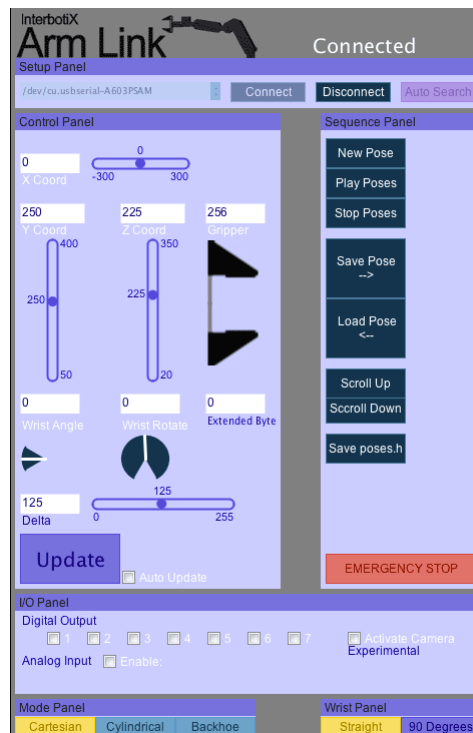 InterbotiX
Arm Link
Connected
Setup Panel
/dev/cu.usbserial-A603PSAM
Connect
Disconnect
Auto Search
Control Panel
0
X Coord
0
-300
300
250
Y Coord
225
Z Coord
256
Gripper
400
250
50
350
225
20
0
Wrist Angle
0
Wrist Rotate
0
Extended Byte
125
Delta
125
0
255
Update
Auto Update
Sequence Panel
New Pose
Play Poses
Stop Poses
Save Pose
-->
Load Pose
<--
Scroll Up
Sccroll Down
Save poses.h
EMERGENCY STOP
I/O Panel
Digital Output
1 2 3 4 5 6 7
Activate Camera
Experimental
Analog Input
Enable:
Mode Panel
Cartesian
Cylindrical
Backhoe
Wrist Panel
Straight
90 Degrees